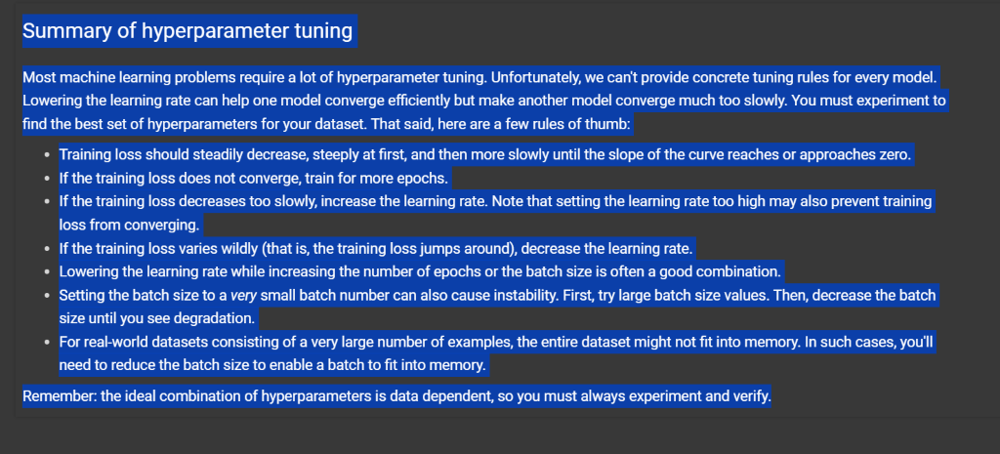 Summary of hyperparameter tuning
Most machine learning problems require a lot of hyperparameter tuning. Unfortunately, we can't provide concrete tuning rules for every model.
Lowering the learning rate can help one model converge efficiently but make another model converge much too slowly. You must experiment to
find the best set of hyperparameters for your dataset. That said, here are a few rules of thumb:
• Training loss should steadily decrease, steeply at first, and then more slowly until the slope of the curve reaches or approaches zero.
• If the training loss does not converge, train for more epochs.
• If the training loss decreases too slowly, increase the learning rate. Note that setting the learning rate too high may also prevent training
loss from converging.
• If the training loss varies wildly (that is, the training loss jumps around), decrease the learning rate.
• Lowering the learning rate while increasing the number of epochs or the batch size is often a good combination.
• Setting the batch size to a very small batch number can also cause instability. First, try large batch size values. Then, decrease the batch
size until you see degradation.
• For real-world datasets consisting of a very large number of examples, the entire dataset might not fit into memory. In such cases, you'll
need to reduce the batch size to enable a batch to fit into memory.
Remember: the ideal combination of hyperparameters is data dependent, so you must always experiment and verify.